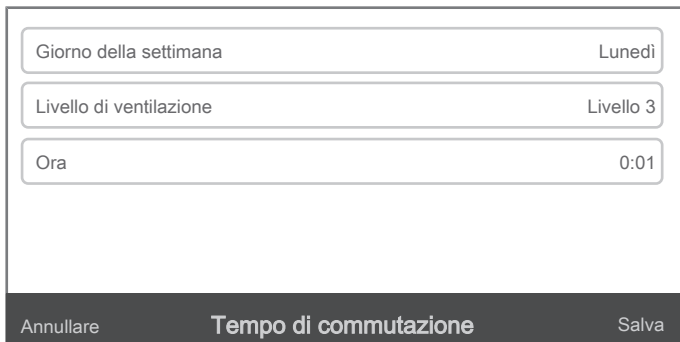 Giorno della settimana Lunedì
Livello di ventilazione Livello 3
Ora 0:01
Annullare Tempo di commutazione Salva